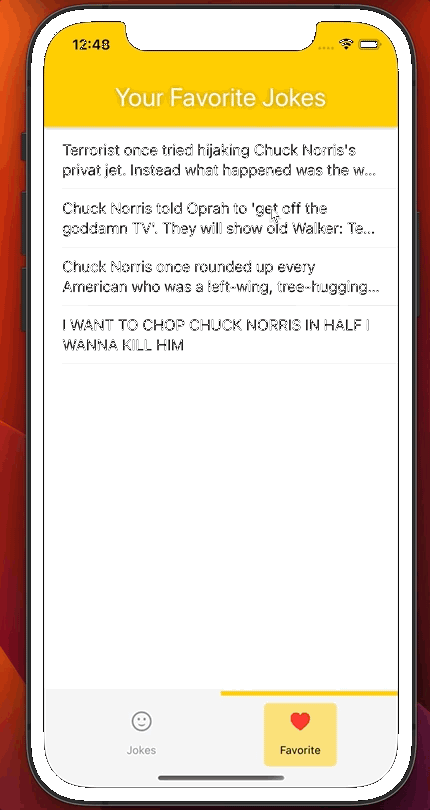 12:48
Your Favorite Jokes
Terrorist once tried hijaking Chuck Norris's
privat jet. Instead what happened was the w...
Chuck Norris told Oprah to 'get off the
goddamn TV'. They will show old Walker: Te...
Chuck Norris once rounded up every
American who was a left-wing, tree-hugging...
I WANT TO CHOP CHUCK NORRIS IN HALF I
WANNA KILL HIM
Jokes
Favorite